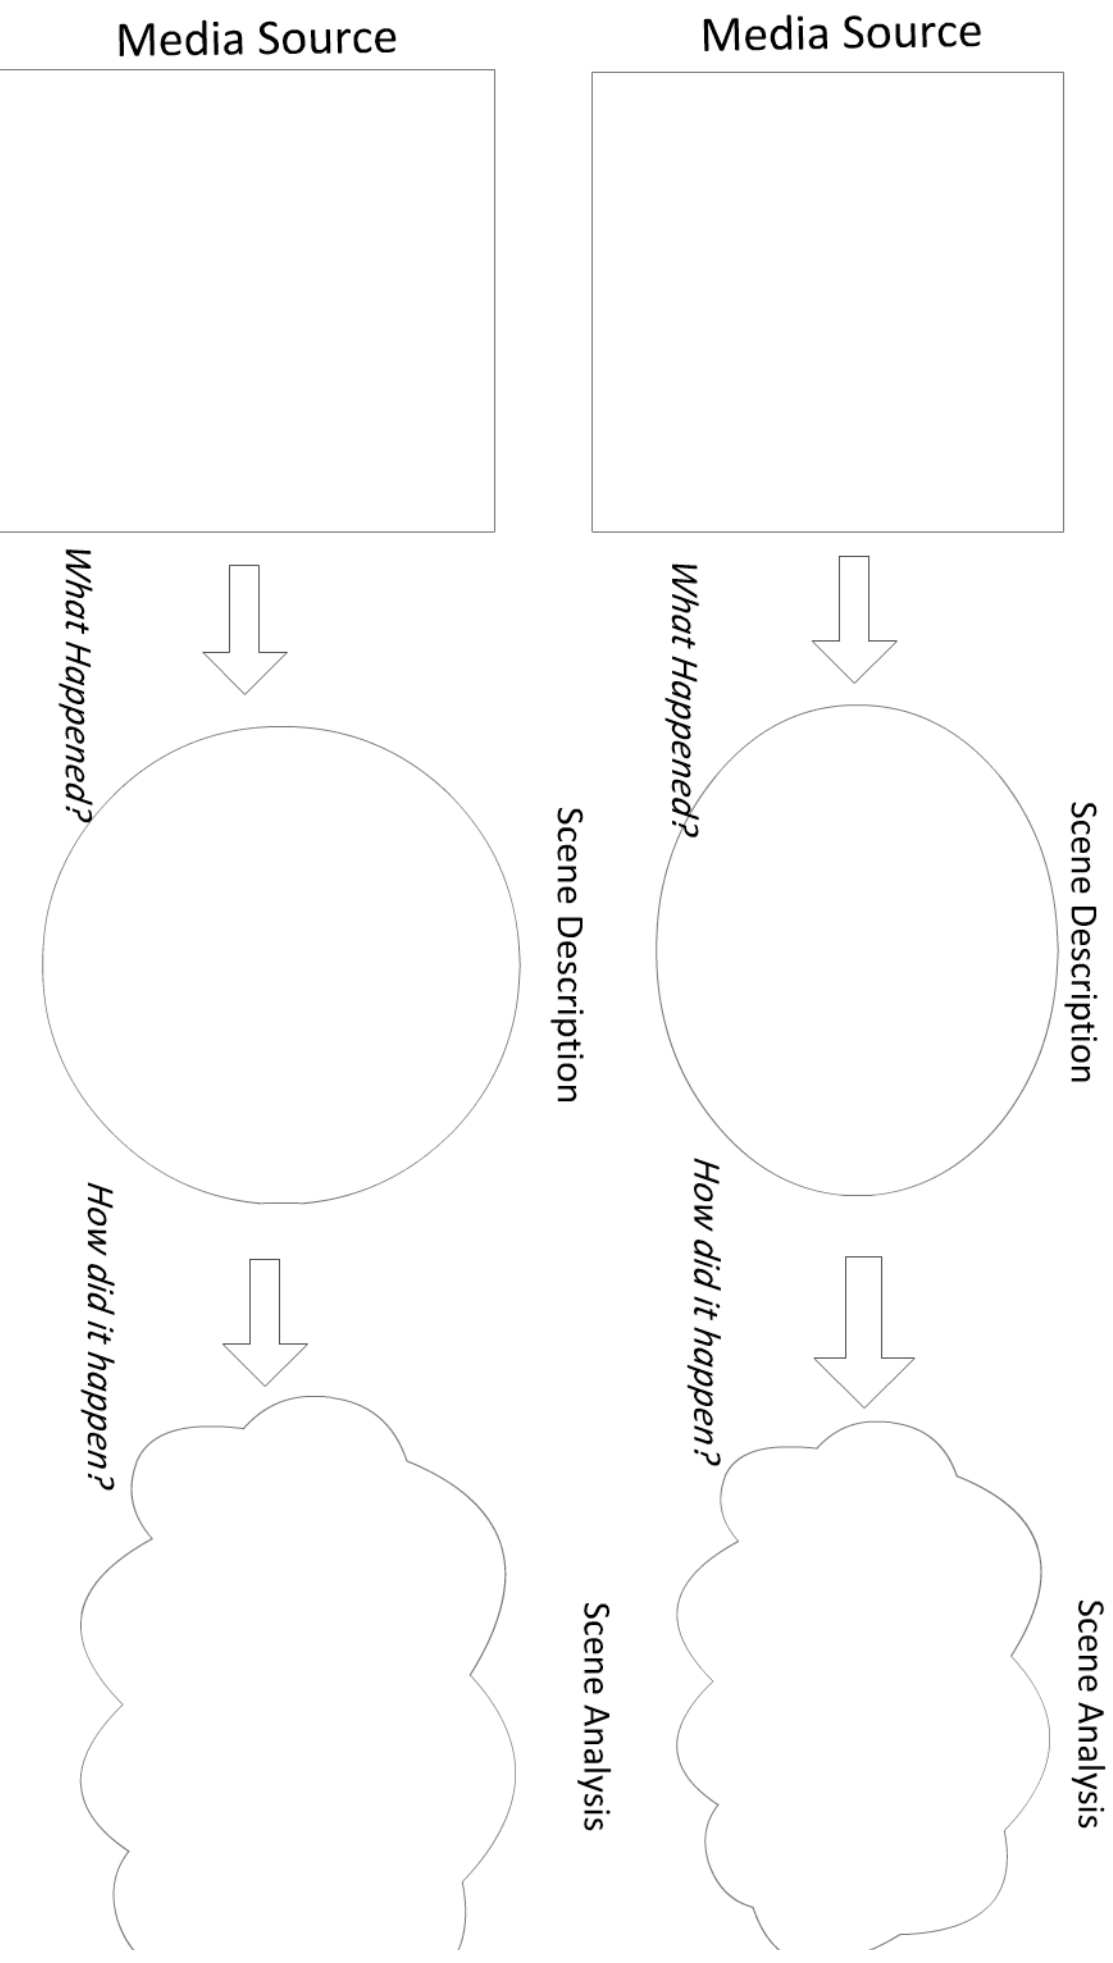 Media Source
Media Source
What Happened?
What Happened?
Scene Description
Scene Description
How did it happen?
How did it happen?
Scene Analysis
Scene Analysis